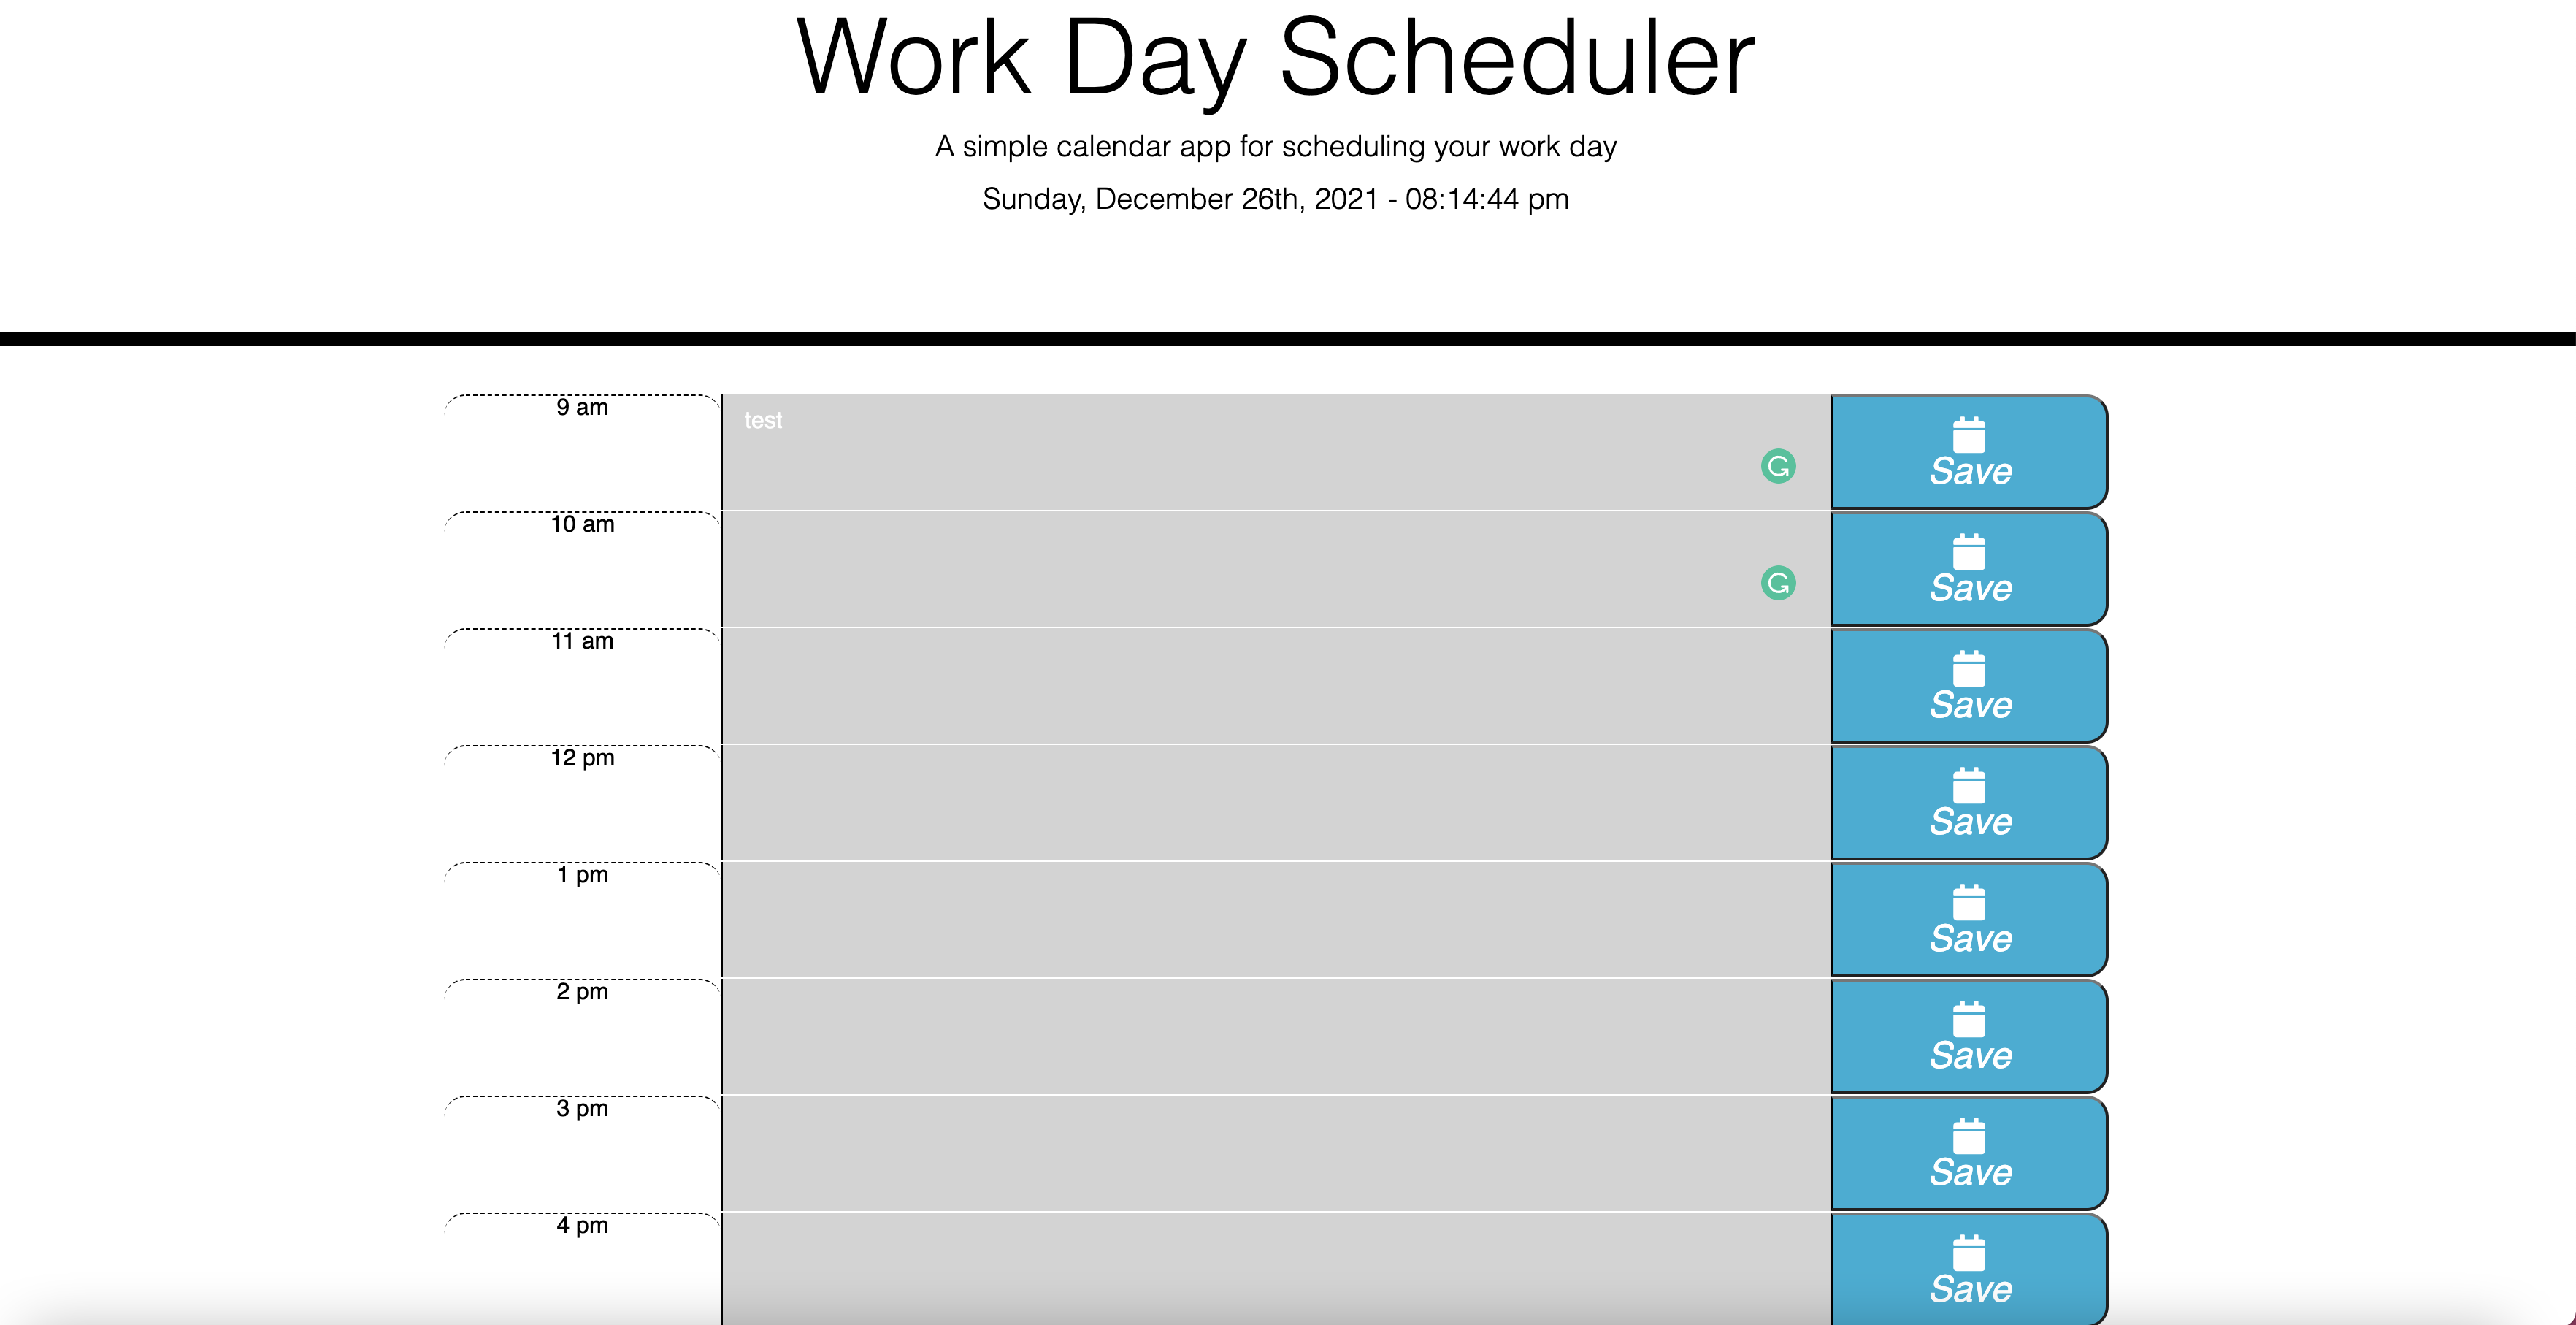 Work Day Scheduler
A simple calendar app for scheduling your work day
Sunday, December 26th, 2021 - 08:14:44 pm
9 am
test
Save
10 am
Save
11 am
Save
12 pm
Save
1 pm
Save
2 pm
Save
3 pm
Save
4 pm
Save